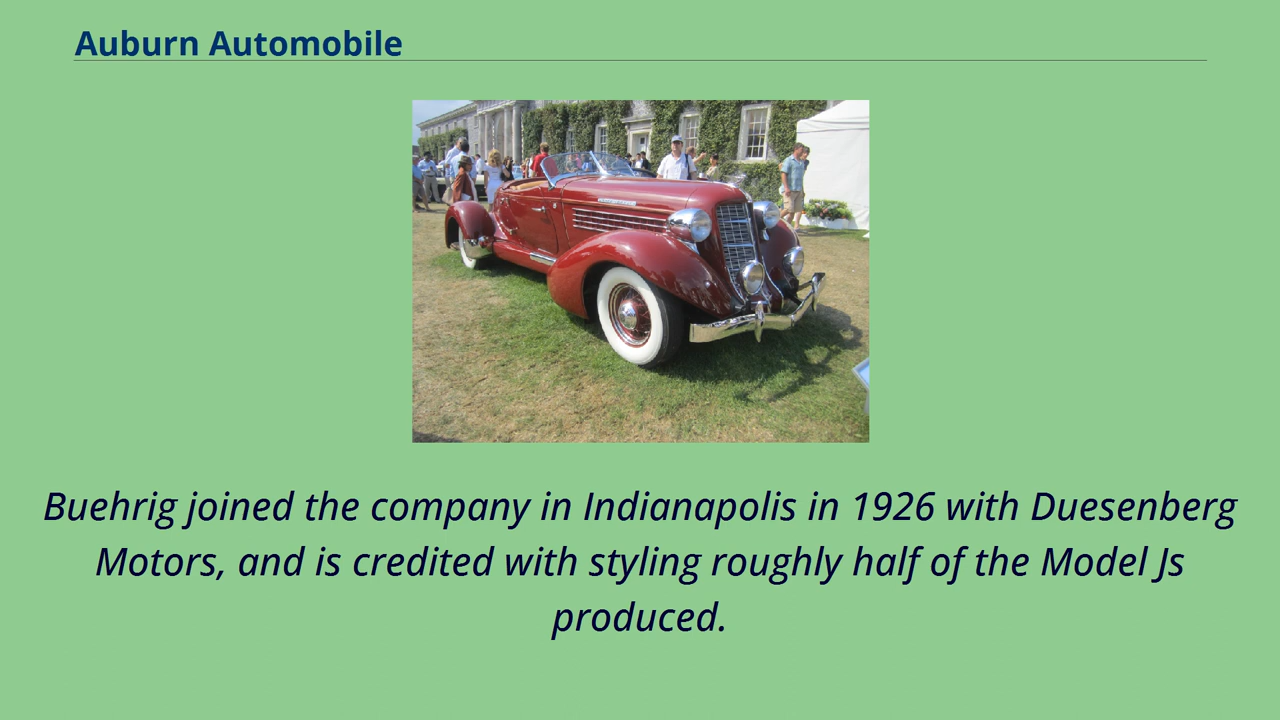 Auburn Automobile
Buehrig joined the company in Indianapolis in 1926 with Duesenberg
Motors, and is credited with styling roughly half of the Model Js
produced.